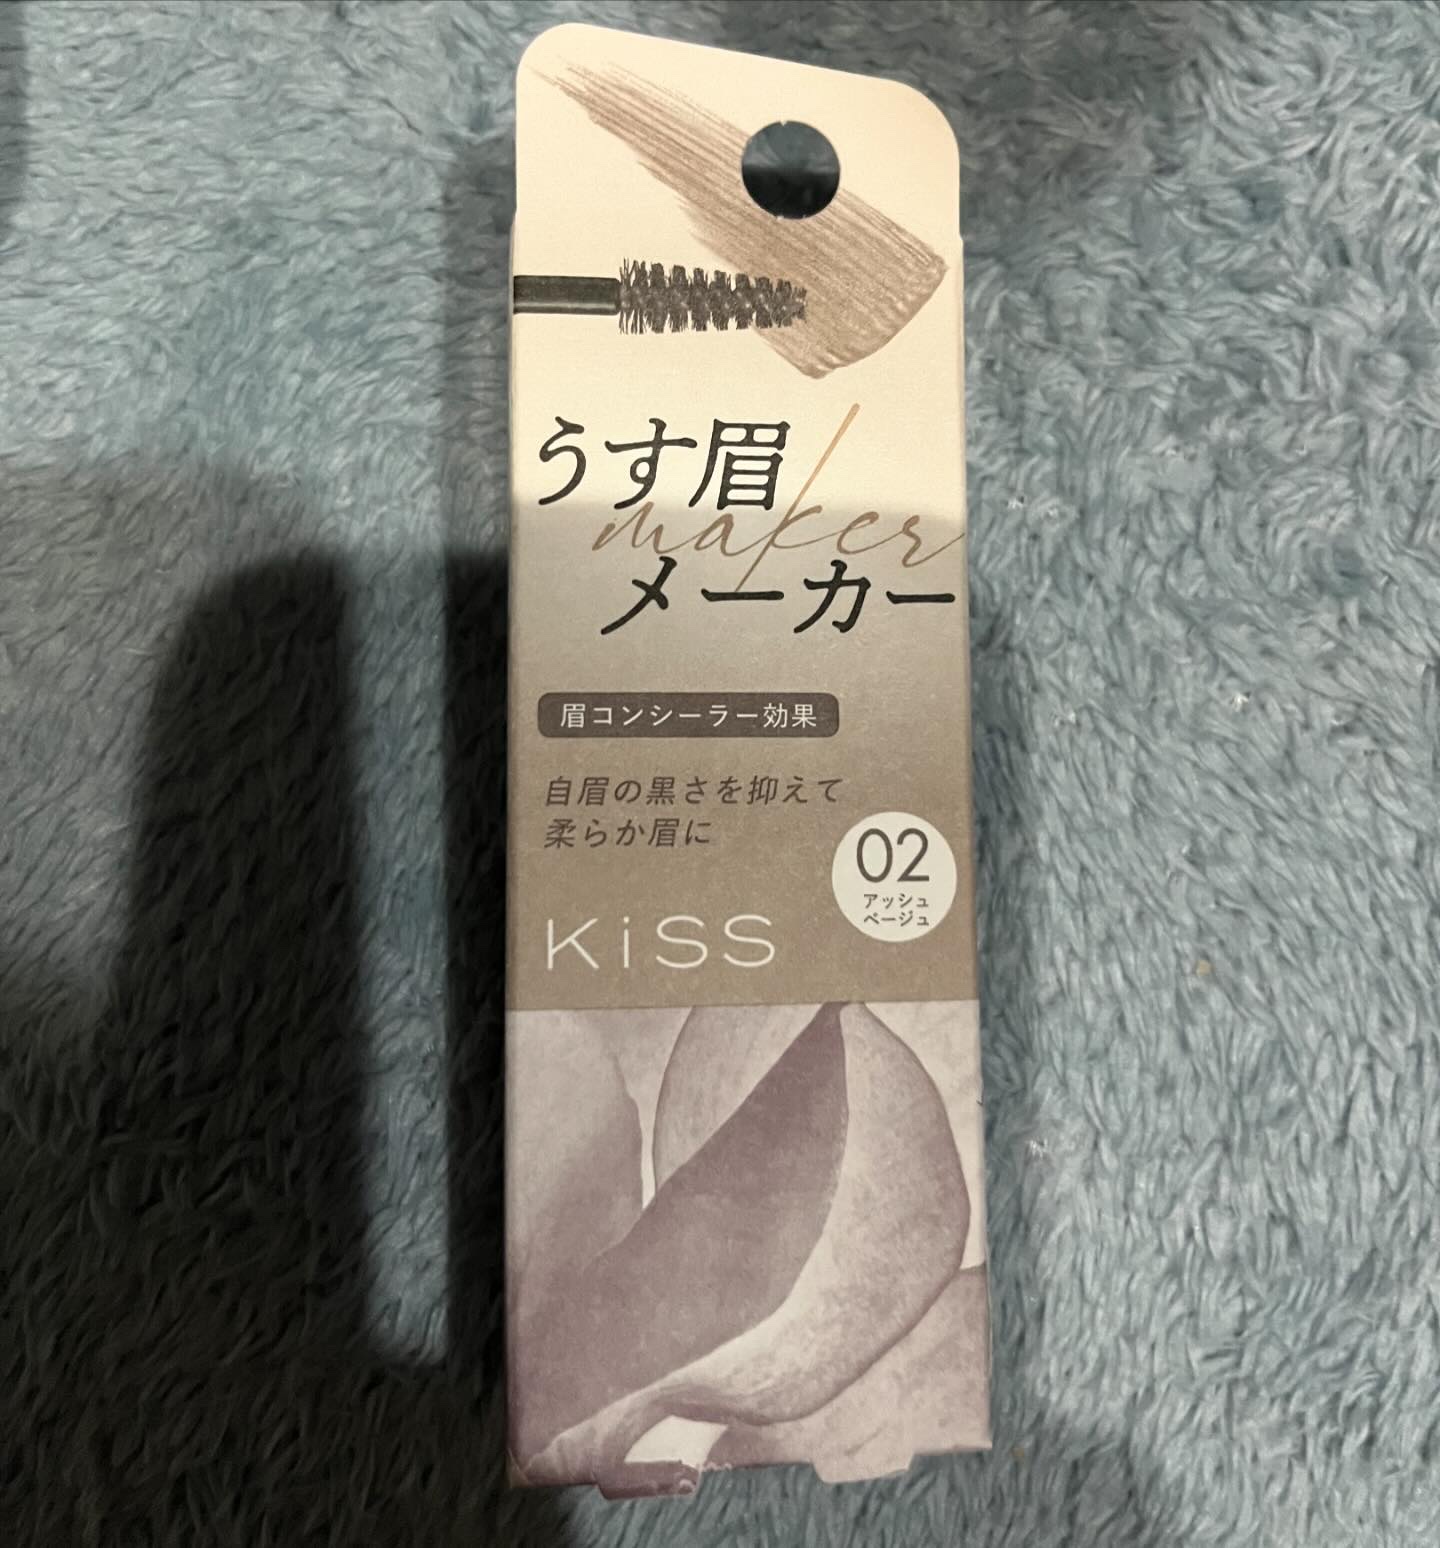 うす眉
maker
メーカー
眉コンシーラー効果
自眉の黒さを抑えて
柔らか眉に
02
アッシュ
ベージュ
KiSS